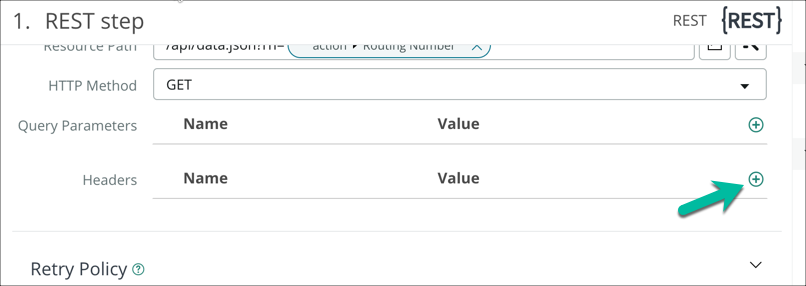 1. REST step REST {REST}
Resource Path /api/data.json?rn= action ▸ Routing Number
HTTP Method GET
Query Parameters Name Value
Headers Name Value
Retry Policy ?